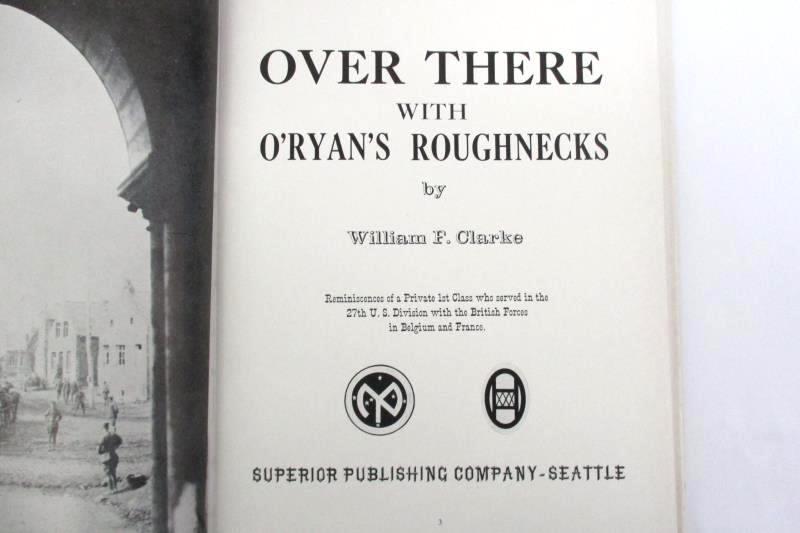 OVER THERE
WITH
O'RYAN'S ROUGHNECKS
by
William F. Clarke
Reminiscences of a Private 1st Class who served in the
27th U. S. Division with the British Forces
in Belgium and France.
SUPERIOR PUBLISHING COMPANY-SEATTLE
3